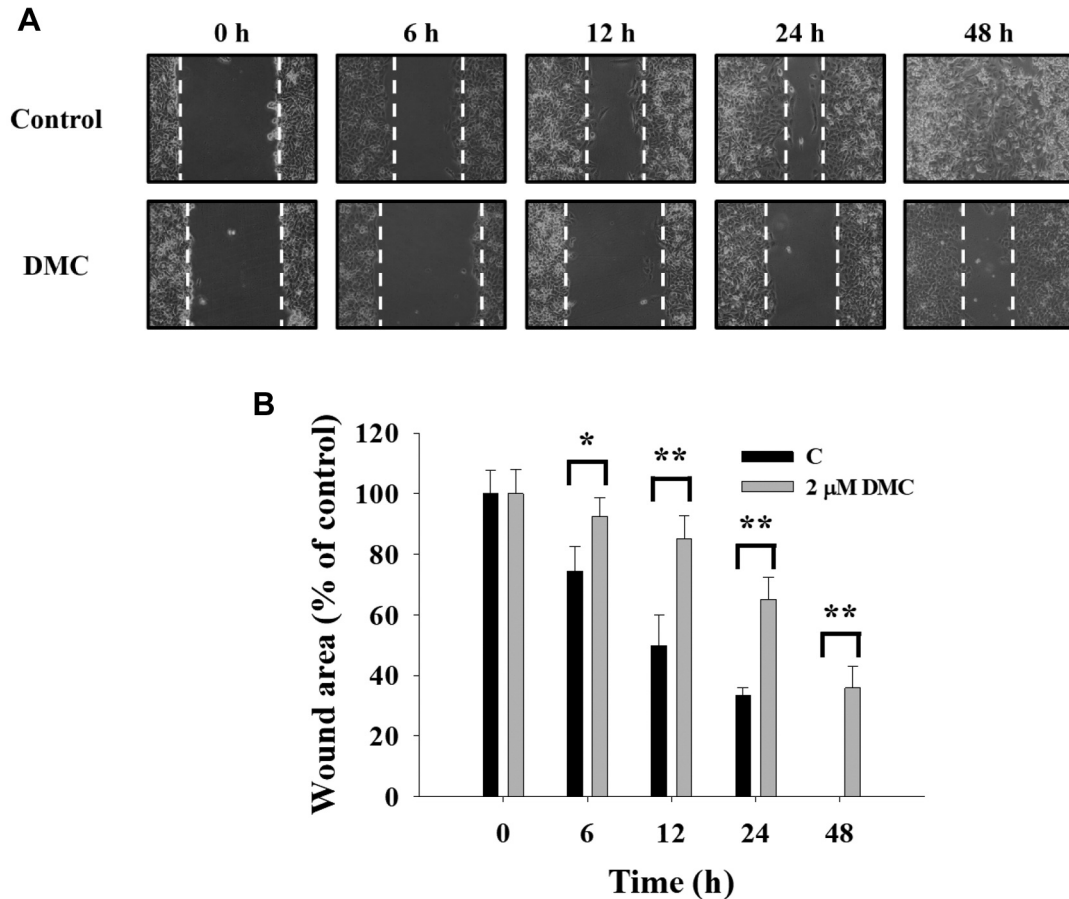 A
0 h 6 h 12 h 24 h 48 h
Control
DMC
B
Wound area (% of control)
120
100
80
60
40
20
0
* ** ** **
C
2 μM DMC
0 6 12 24 48
Time (h)